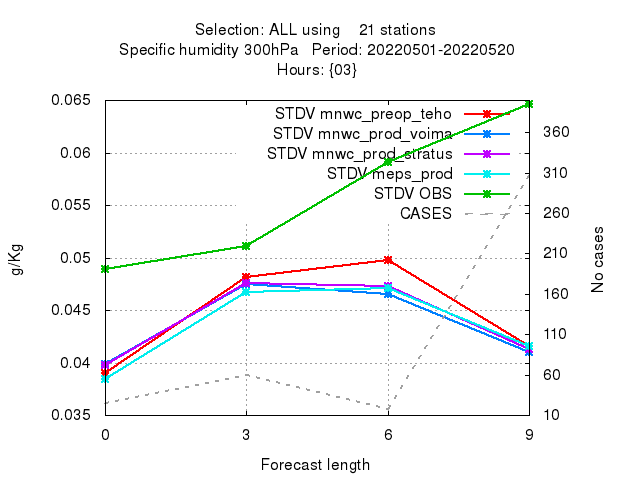 Selection: ALL using 21 stations
Specific humidity 300hPa Period: 20220501-20220520
Hours: {03}
STDV mnwc_preop_teho
STDV mnwc_prod_voima
STDV mnwc_prod_stratus
STDV meps_prod
STDV OBS
CASES
0.065
0.06
0.055
0.05
0.045
0.04
0.035
g/Kg
360
310
260
210
160
110
60
10
No cases
0 3 6 9
Forecast length